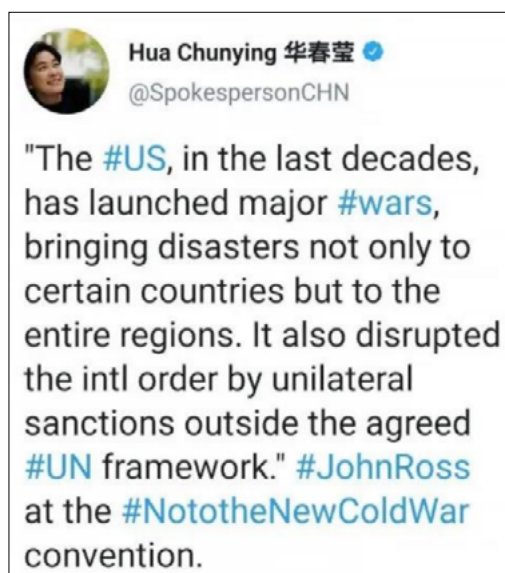 Hua Chunying 华春莹
@SpokespersonCHN
"The #US, in the last decades,
has launched major #wars,
bringing disasters not only to
certain countries but to the
entire regions. It also disrupted
the intl order by unilateral
sanctions outside the agreed
#UN framework." #JohnRoss
at the #NototheNewColdWar
convention.